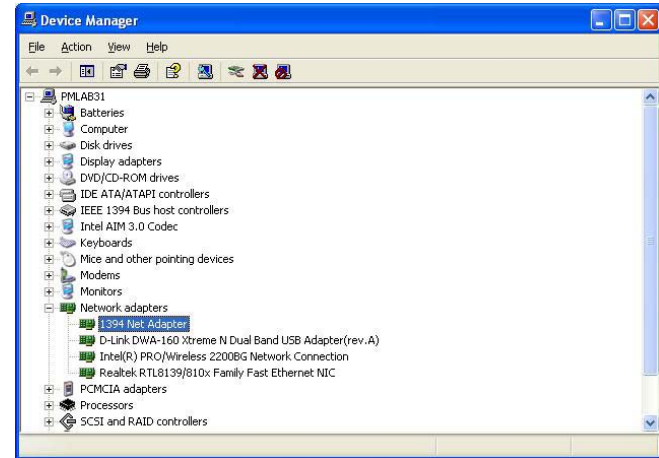 Device Manager
File Action View Help
PMLAB31
Batteries
Computer
Disk drives
Display adapters
DVD/CD-ROM drives
IDE ATA/ATAPI controllers
IEEE 1394 Bus host controllers
Intel AIM 3.0 Codec
Keyboards
Mice and other pointing devices
Modems
Monitors
Network adapters
1394 Net Adapter
D-Link DWA-160 Xtreme N Dual Band USB Adapter(rev.A)
Intel(R) PRO/Wireless 2200BG Network Connection
Realtek RTL8139/810x Family Fast Ethernet NIC
PCMCIA adapters
Processors
SCSI and RAID controllers